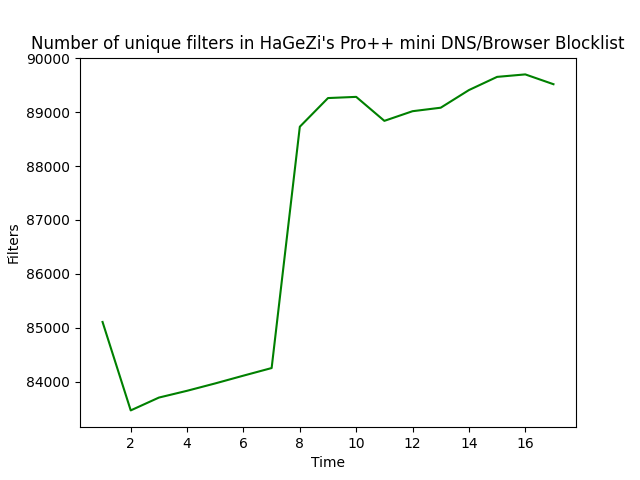 Number of unique filters in HaGeZi's Pro++ mini DNS/Browser Blocklist
90000
89000
88000
87000
86000
85000
84000
Filters
2 4 6 8 10 12 14 16
Time